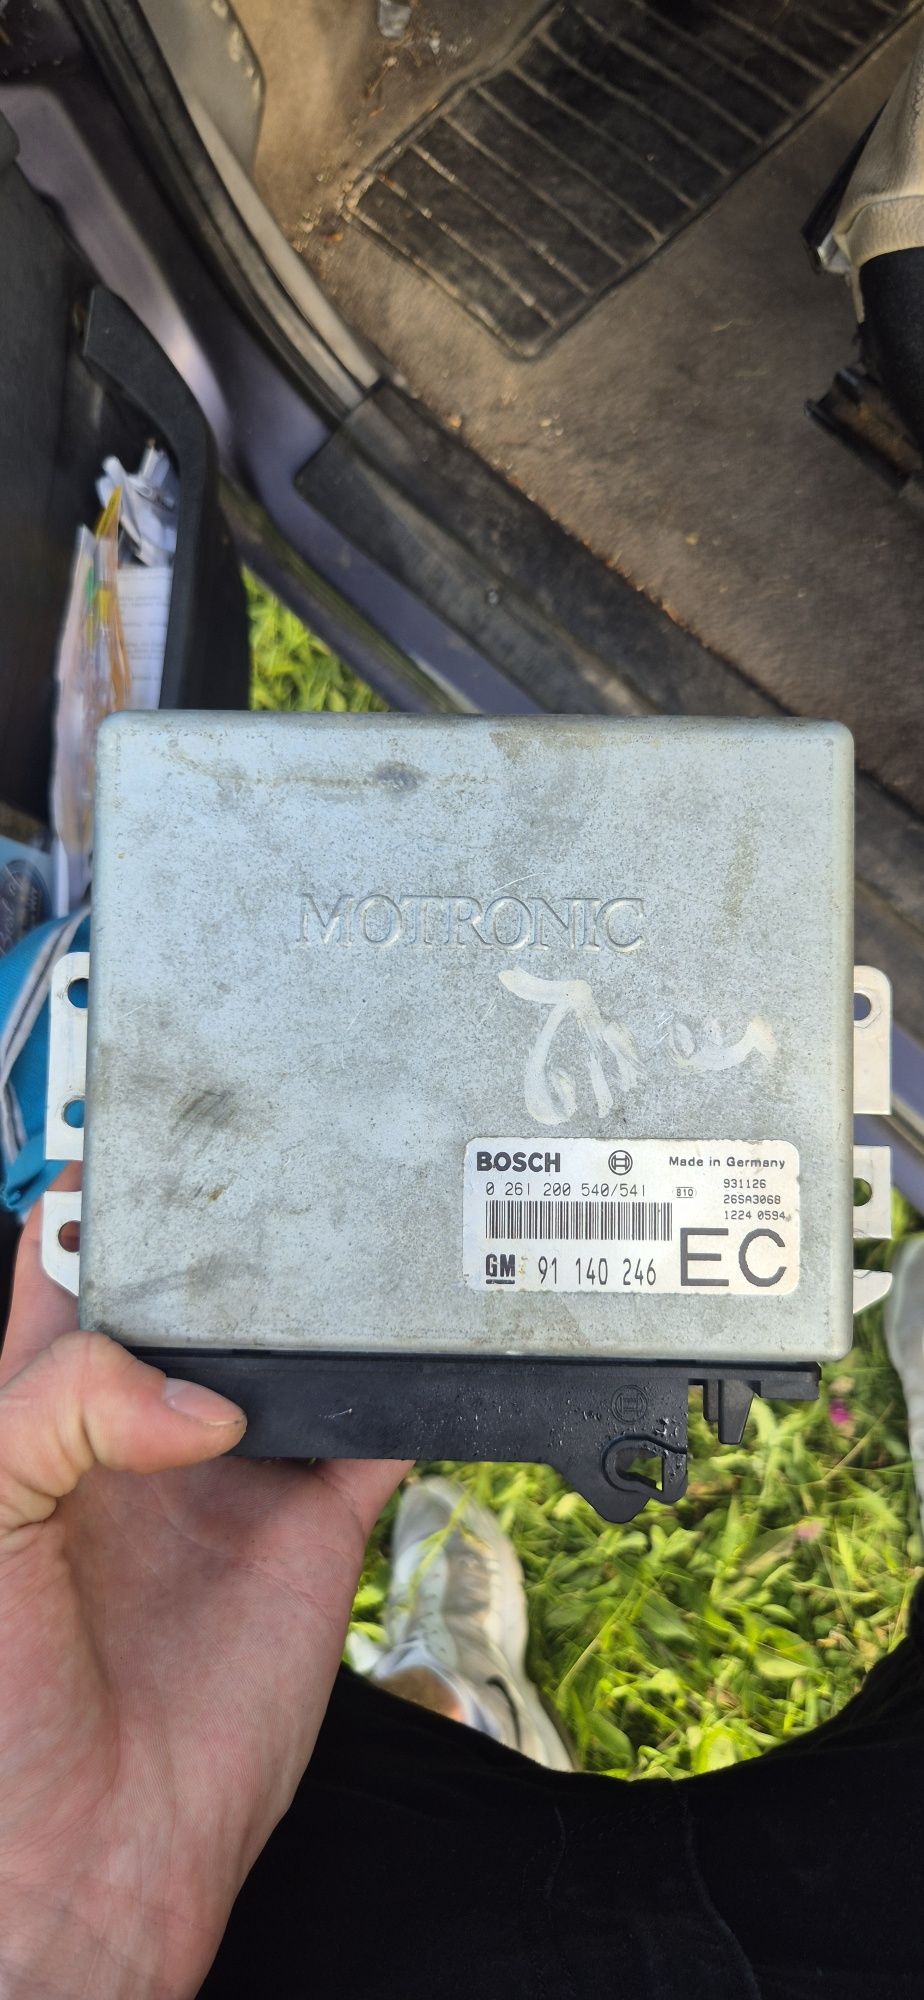 MOTRONIC
BOSCH Made in Germany
0 261 200 540/541 B10 931126
26SA3068
1224 0594
GM 91 140 246 EC